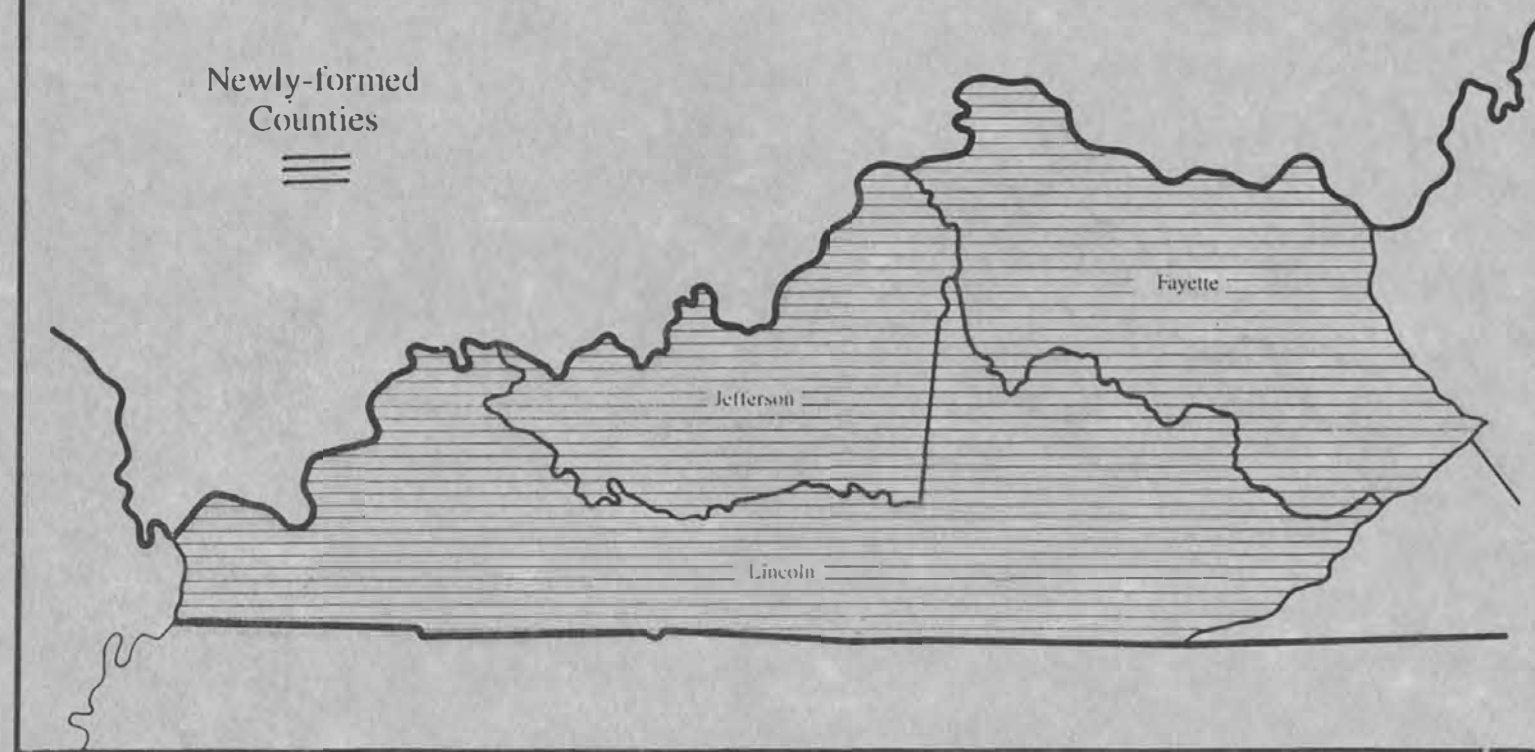 Newly-formed
Counties
Fayette
Jefferson
Lincoln